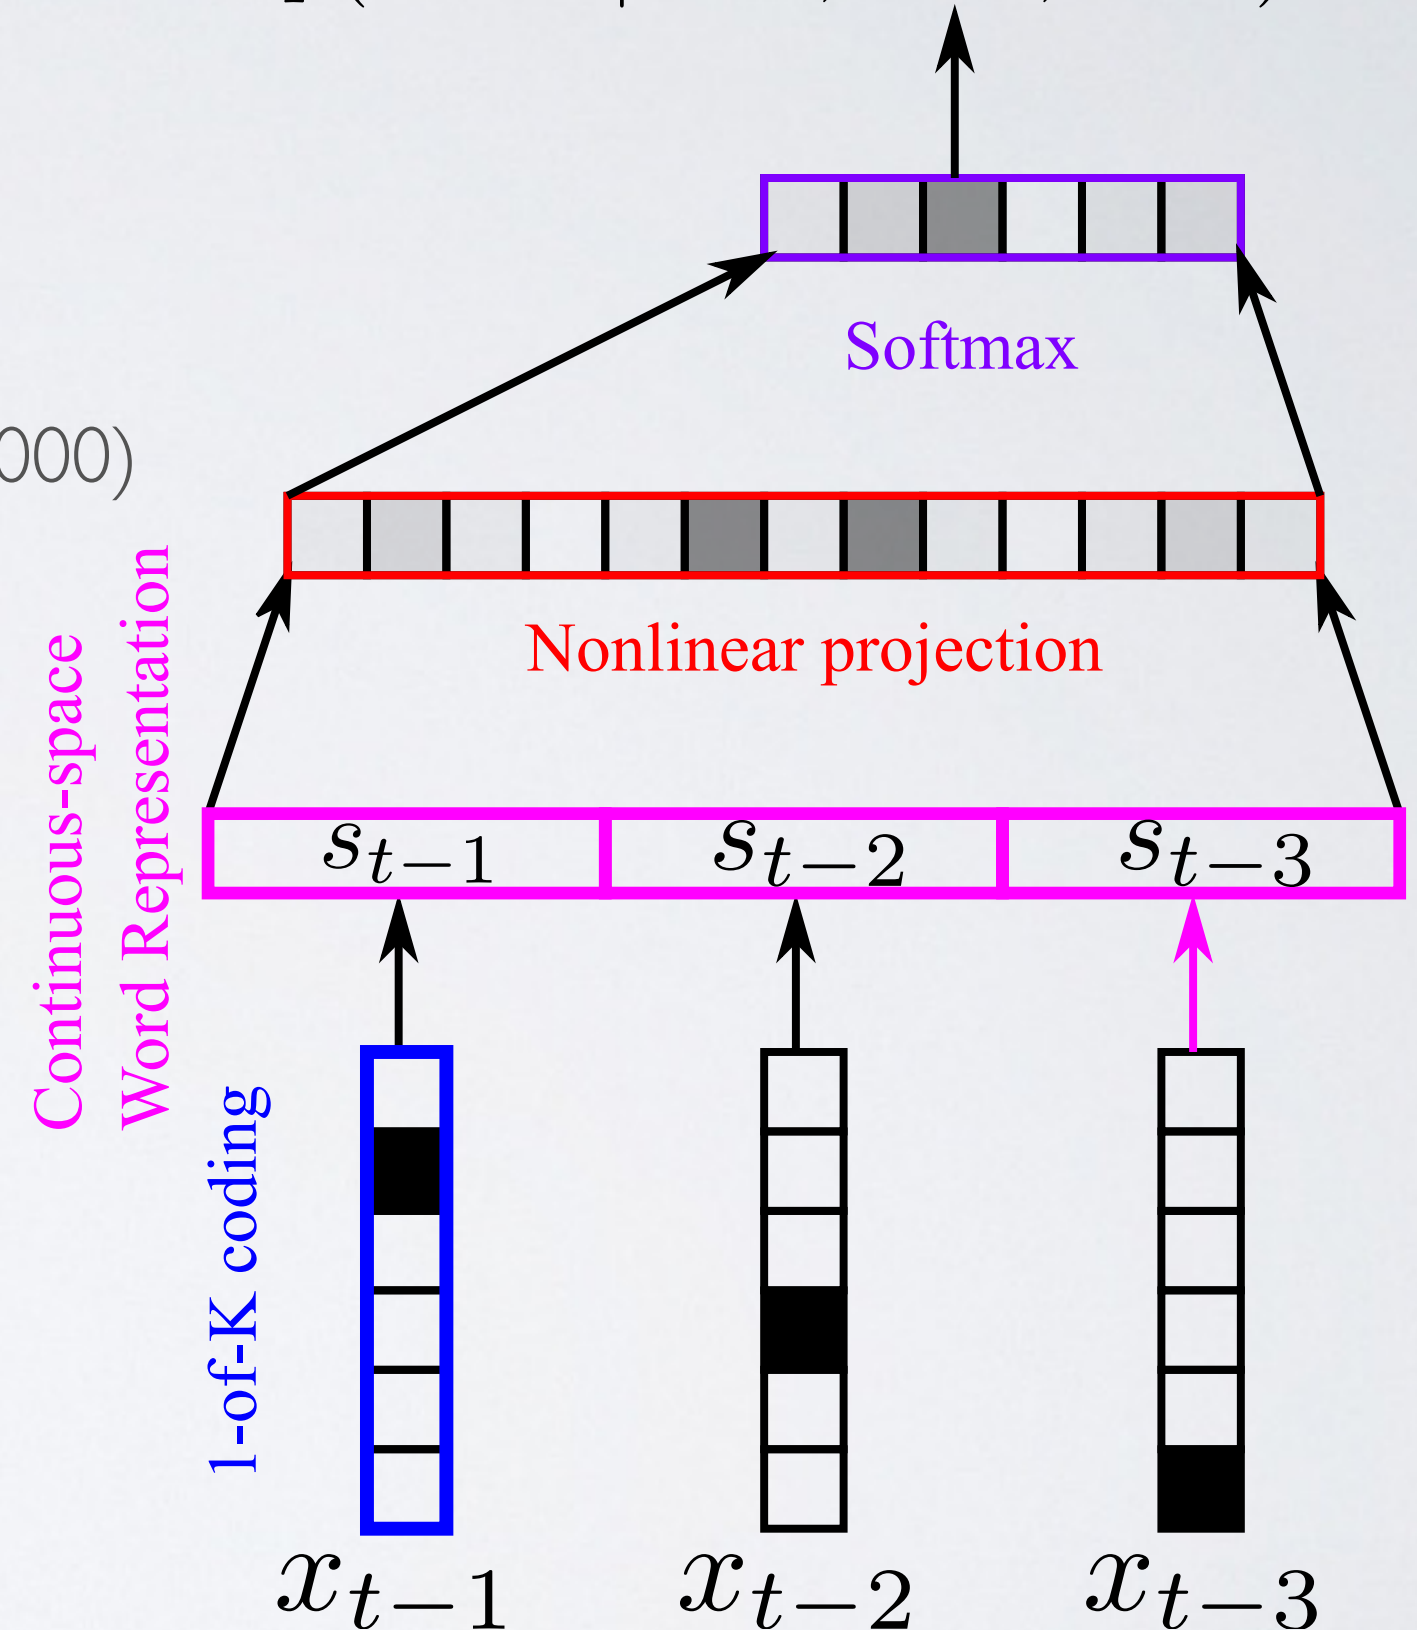 Softmax
000)
Nonlinear projection
Continuous-space
Word Representation
s_{t-1} s_{t-2} s_{t-3}
1-of-K coding
x_{t-1} x_{t-2} x_{t-3}